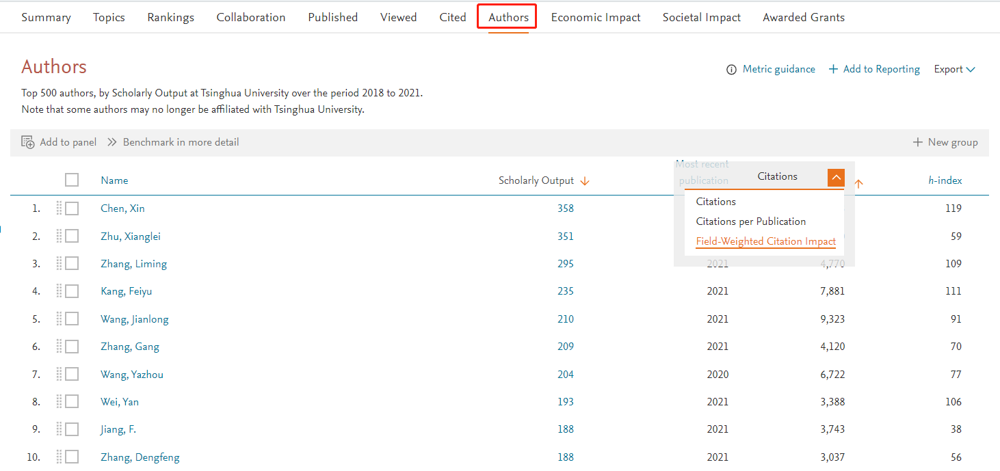 Summary Topics Rankings Collaboration Published Viewed Cited Authors Economic Impact Societal Impact Awarded Grants
Authors
Metric guidance Add to Reporting Export
Top 500 authors, by Scholarly Output at Tsinghua University over the period 2018 to 2021.
Note that some authors may no longer be affiliated with Tsinghua University.
Add to panel Benchmark in more detail New group
Most recent
publication
Name Scholarly Output Citations h-index
1. Chen, Xin 358 119
Citations
Citations per Publication
Field-Weighted Citation Impact
2. Zhu, Xianglei 351 59
3. Zhang, Liming 295 2021 4,770 109
4. Kang, Feiyu 235 2021 7,881 111
5. Wang, Jianlong 210 2021 9,323 91
6. Zhang, Gang 209 2021 4,120 70
7. Wang, Yazhou 204 2020 6,722 77
8. Wei, Yan 193 2021 3,388 106
9. Jiang, F. 188 2021 3,743 38
10. Zhang, Dengfeng 188 2021 3,037 56